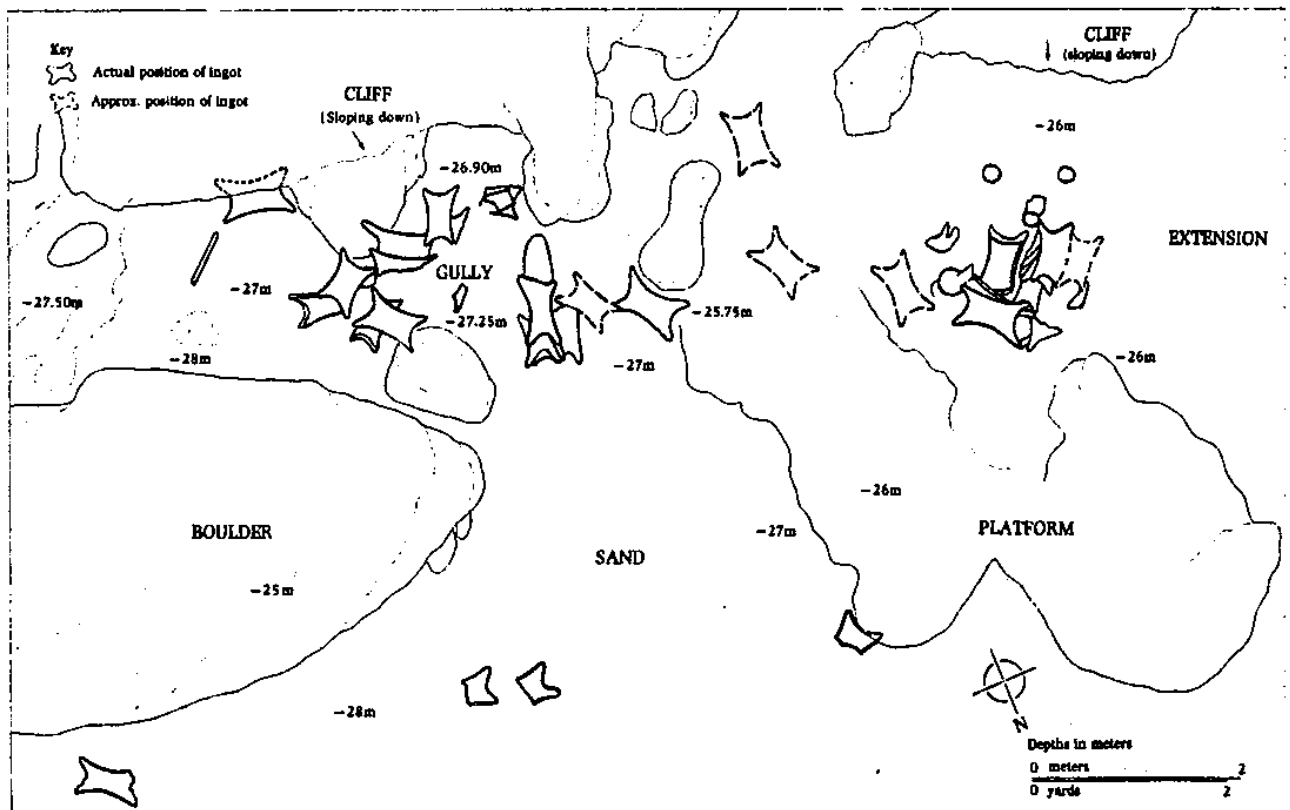 Key
Actual position of ingot
Approx. position of ingot
CLIFF
(Sloping down)
CLIFF
(sloping down)
-26m
-26.90m
EXTENSION
GULLY
-27m
-27.50m
-27.25m
-25.75m
-28m
-27m
-26m
-26m
BOULDER
-27m
PLATFORM
SAND
-25m
-28m
N
Depths in meters
0 meters 2
0 yards 2